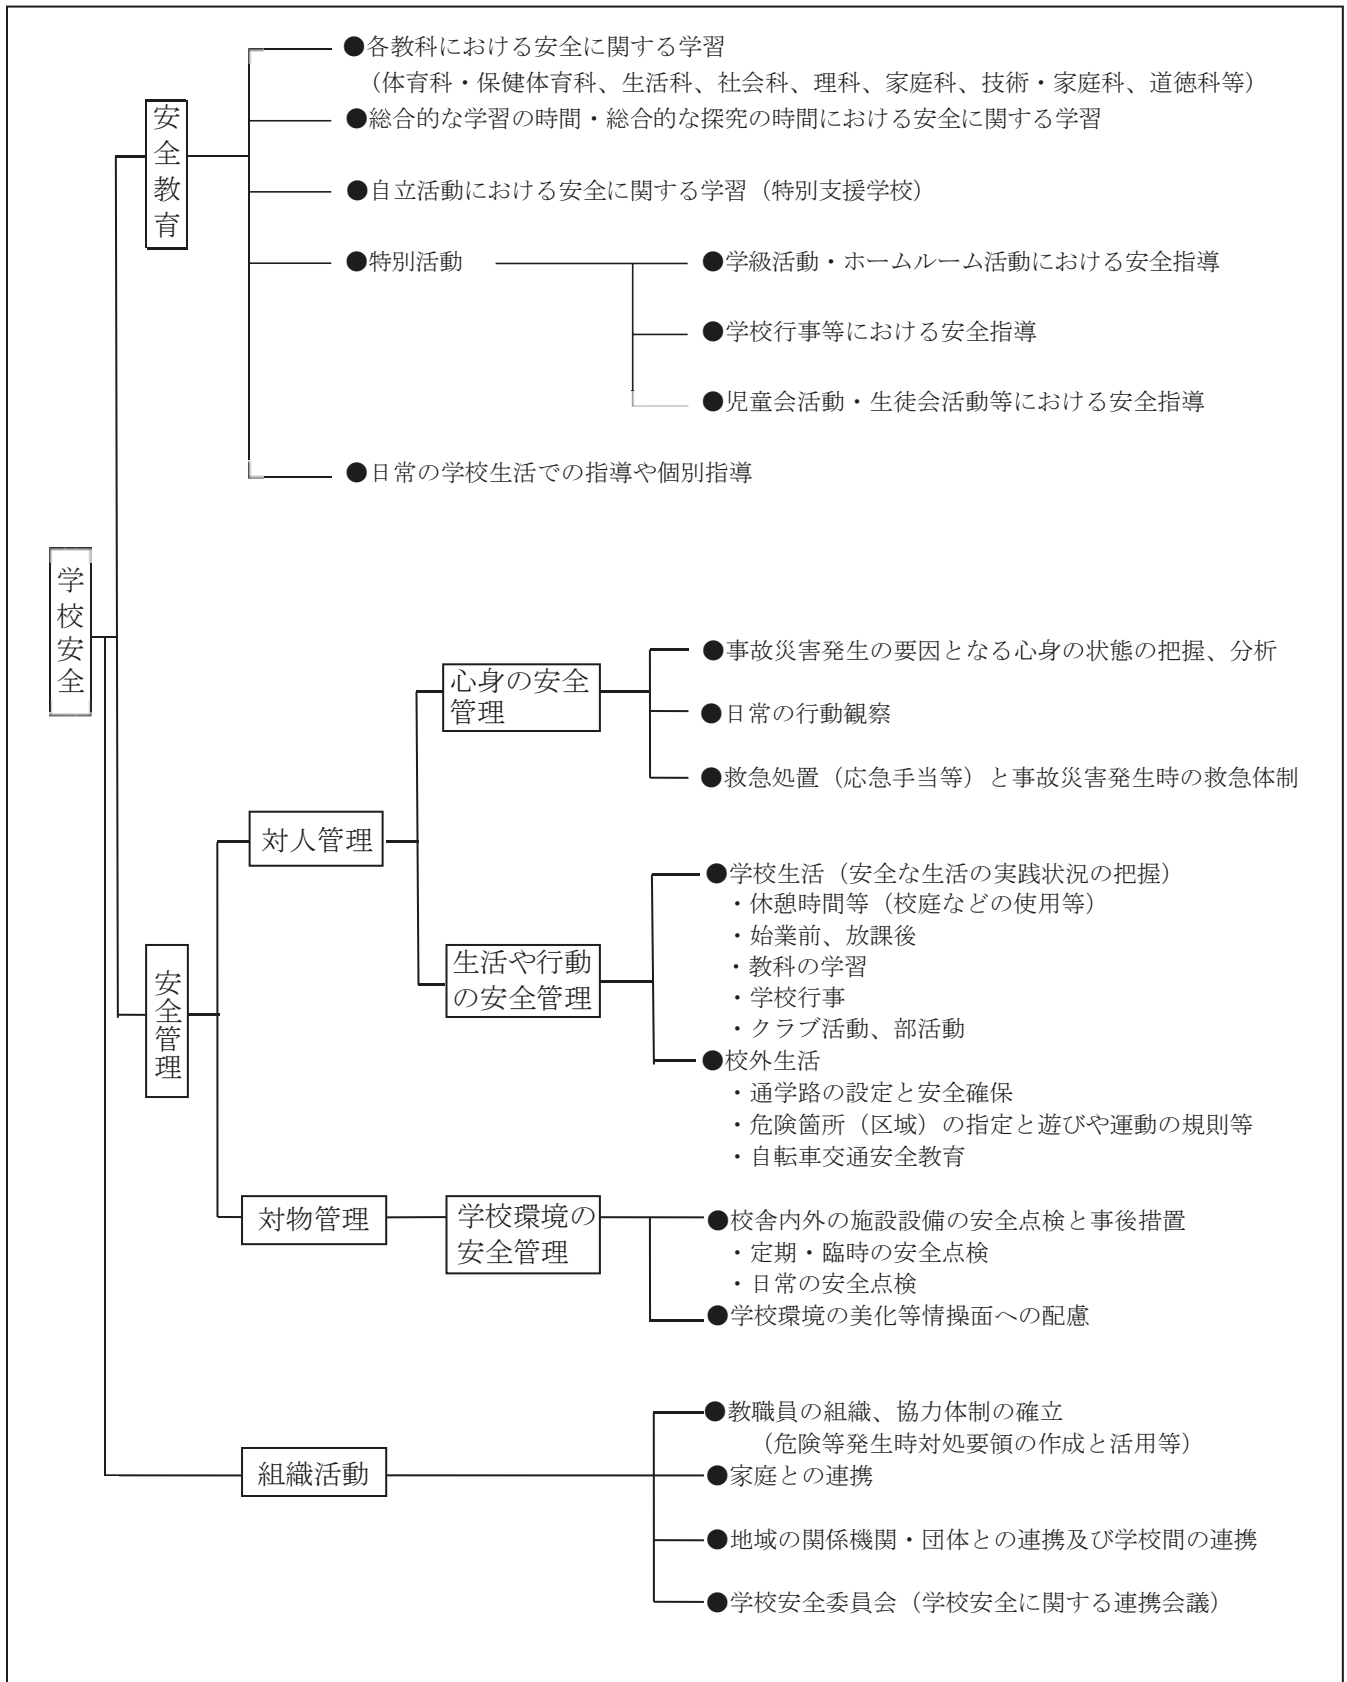 学校安全
安全教育
●各教科における安全に関する学習
（体育科・保健体育科、生活科、社会科、理科、家庭科、技術・家庭科、道徳科等）
●総合的な学習の時間・総合的な探究の時間における安全に関する学習
●自立活動における安全に関する学習（特別支援学校）
●特別活動
●学級活動・ホームルーム活動における安全指導
●学校行事等における安全指導
●児童会活動・生徒会活動等における安全指導
●日常の学校生活での指導や個別指導
安全管理
対人管理
心身の安全
管理
●事故災害発生の要因となる心身の状態の把握、分析
●日常の行動観察
●救急処置（応急手当等）と事故災害発生時の救急体制
生活や行動
の安全管理
●学校生活（安全な生活の実践状況の把握）
・休憩時間等（校庭などの使用等）
・始業前、放課後
・教科の学習
・学校行事
・クラブ活動、部活動
●校外生活
・通学路の設定と安全確保
・危険箇所（区域）の指定と遊びや運動の規則等
・自転車交通安全教育
対物管理
学校環境の
安全管理
●校舎内外の施設設備の安全点検と事後措置
・定期・臨時の安全点検
・日常の安全点検
●学校環境の美化等情操面への配慮
組織活動
●教職員の組織、協力体制の確立
（危険等発生時対処要領の作成と活用等）
●家庭との連携
●地域の関係機関・団体との連携及び学校間の連携
●学校安全委員会（学校安全に関する連携会議）